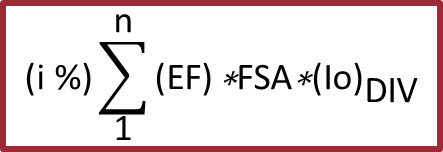 (i %) n∑1 (EF) *FSA*(Io)DIV